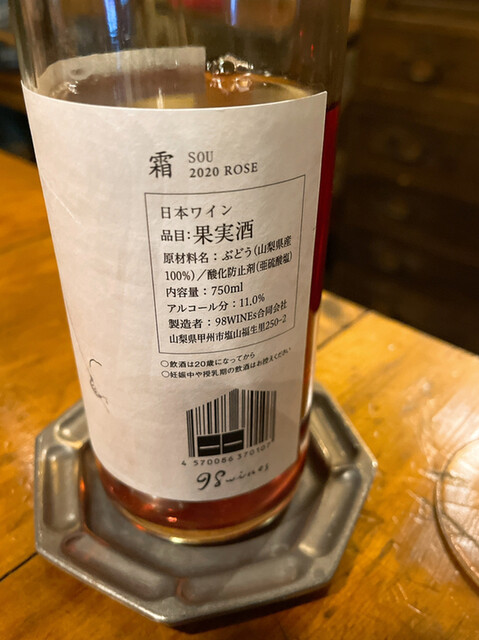 霜 SOU
2020 ROSE
日本ワイン
品目:果実酒
原材料名:ぶどう(山梨県産
100%)/酸化防止剤(亜硫酸塩)
内容量:750ml
アルコール分:11.0%
製造者:98WINEs合同会社
山梨県甲州市塩山福生里250-2
○飲酒は20歳になってから
○妊娠中や授乳期の飲酒はお控えください
4 570086 370107
98wines